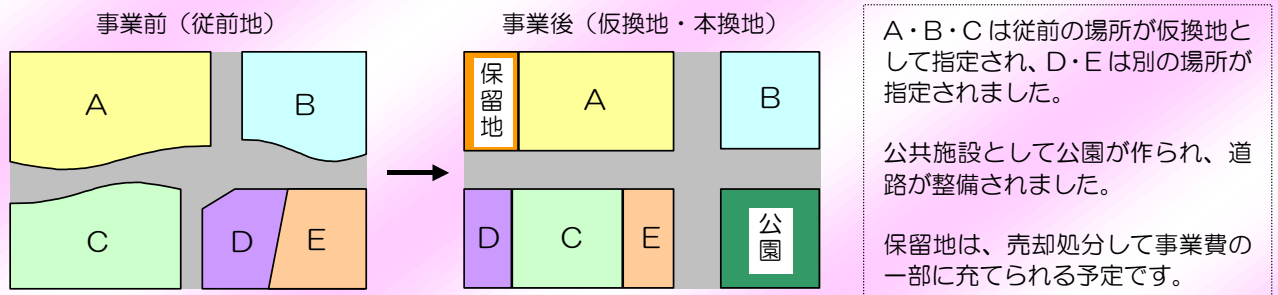 事業前（従前地）
A
B
C
D
E
事業後（仮換地・本換地）
保留地
A
B
D
C
E
公園
A・B・Cは従前の場所が仮換地と
して指定され、D・Eは別の場所が
指定されました。
公共施設として公園が作られ、道
路が整備されました。
保留地は、売却処分して事業費の
一部に充てられる予定です。